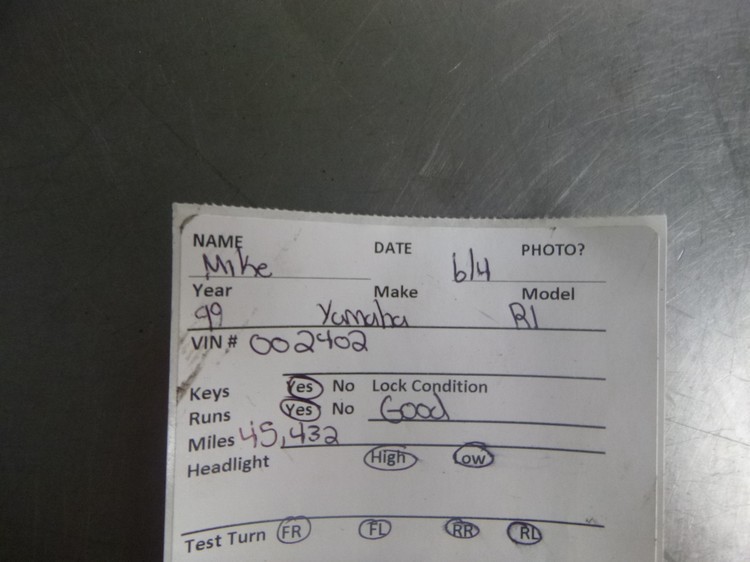 NAME DATE PHOTO?
Mike 6/4
Year Make Model
99 Yamaha R1
VIN # 002402
Keys Yes No Lock Condition
Runs Yes No Good
Miles 45,432
Headlight High Low
Test Turn FR FL RR RL